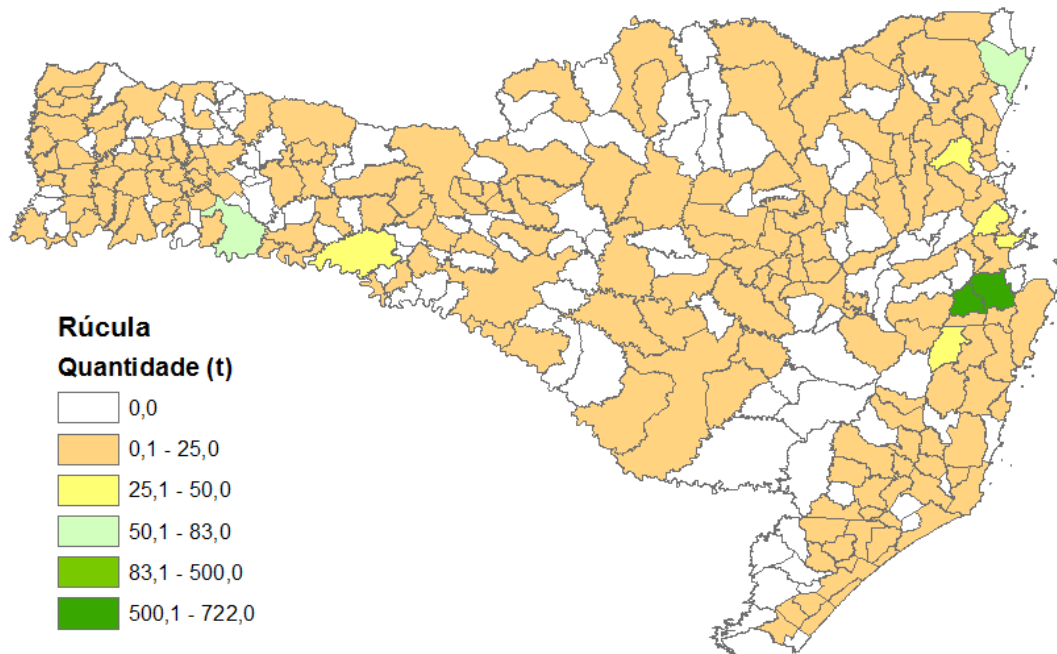 Rúcula
Quantidade (t)
0,0
0,1 - 25,0
25,1 - 50,0
50,1 - 83,0
83,1 - 500,0
500,1 - 722,0